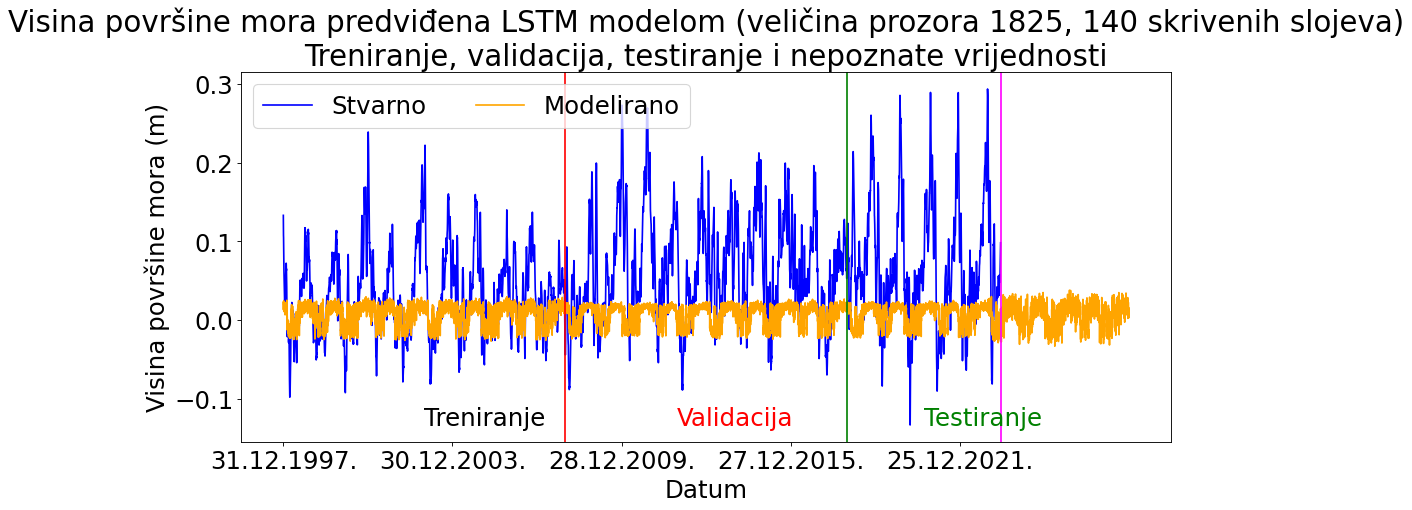 Visina površine mora predviđena LSTM modelom (veličina prozora 1825, 140 skrivenih slojeva)
Treniranje, validacija, testiranje i nepoznate vrijednosti
Stvarno
Modelirano
Visina površine mora (m)
0.3
0.2
0.1
0.0
−0.1
Treniranje
Validacija
Testiranje
31.12.1997.
30.12.2003.
28.12.2009.
27.12.2015.
25.12.2021.
Datum